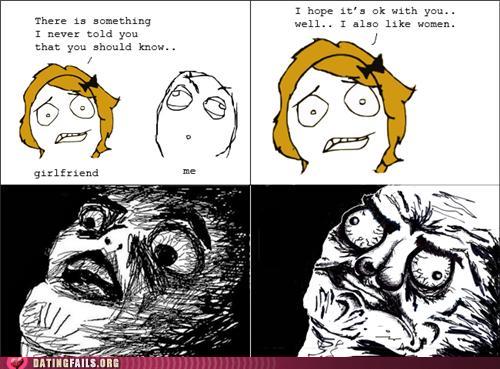 There is something
I never told you
that you should know..
girlfriend
me
I hope it's ok with you..
well.. I also like women.
DATINGFAILS.ORG